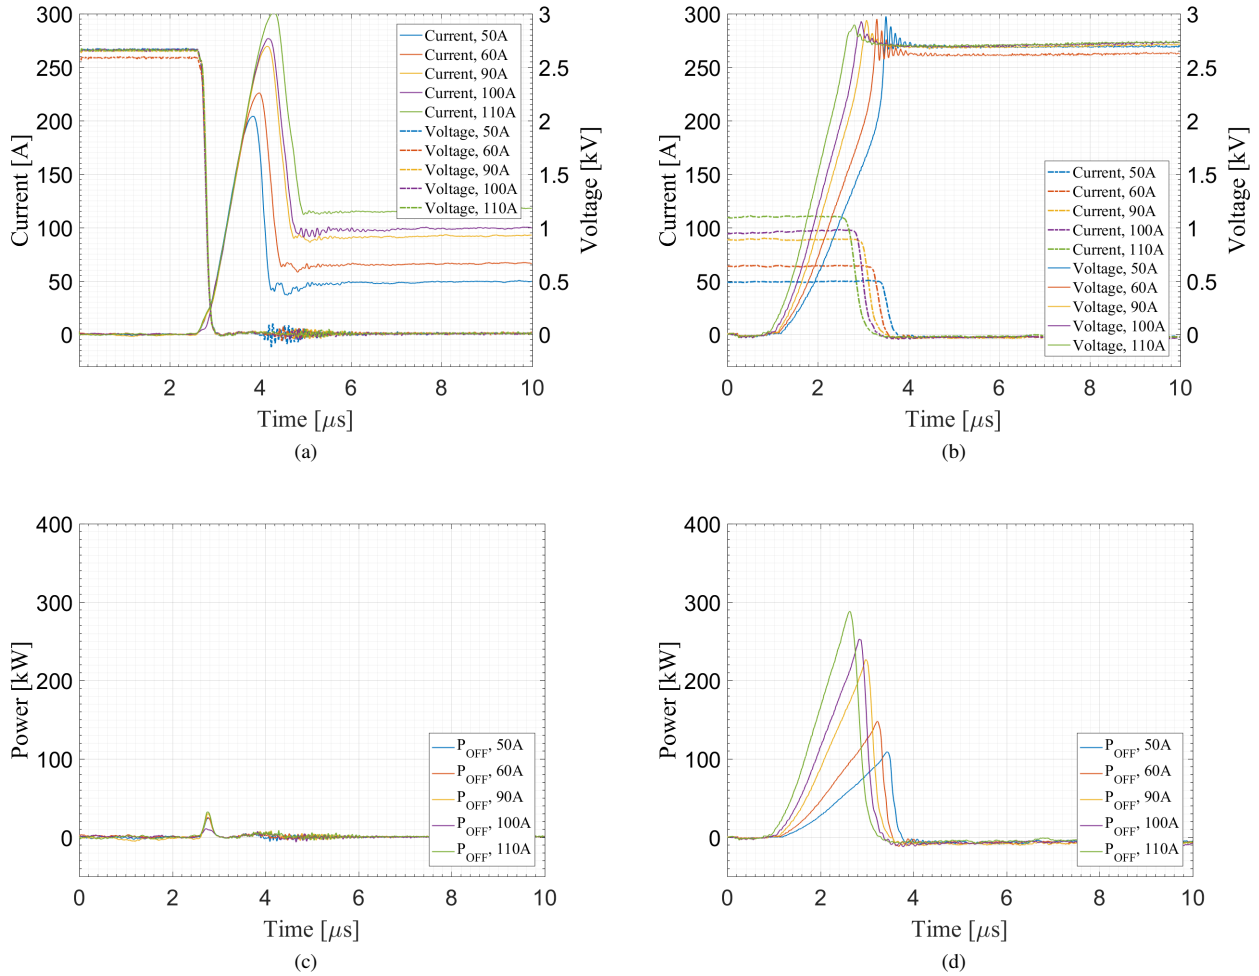 300
250
200
150
100
50
0
Current [A]
3
2.5
2
1.5
1
0.5
0
Voltage [kV]
Current, 50A
Current, 60A
Current, 90A
Current, 100A
Current, 110A
Voltage, 50A
Voltage, 60A
Voltage, 90A
Voltage, 100A
Voltage, 110A
0 2 4 6 8 10
Time [μs]
(a)
300
250
200
150
100
50
0
Current [A]
3
2.5
2
1.5
1
0.5
0
Voltage [kV]
Current, 50A
Current, 60A
Current, 90A
Current, 100A
Current, 110A
Voltage, 50A
Voltage, 60A
Voltage, 90A
Voltage, 100A
Voltage, 110A
0 2 4 6 8 10
Time [μs]
(b)
400
300
200
100
0
Power [kW]
P_OFF, 50A
P_OFF, 60A
P_OFF, 90A
P_OFF, 100A
P_OFF, 110A
0 2 4 6 8 10
Time [μs]
(c)
400
300
200
100
0
Power [kW]
P_OFF, 50A
P_OFF, 60A
P_OFF, 90A
P_OFF, 100A
P_OFF, 110A
0 2 4 6 8 10
Time [μs]
(d)